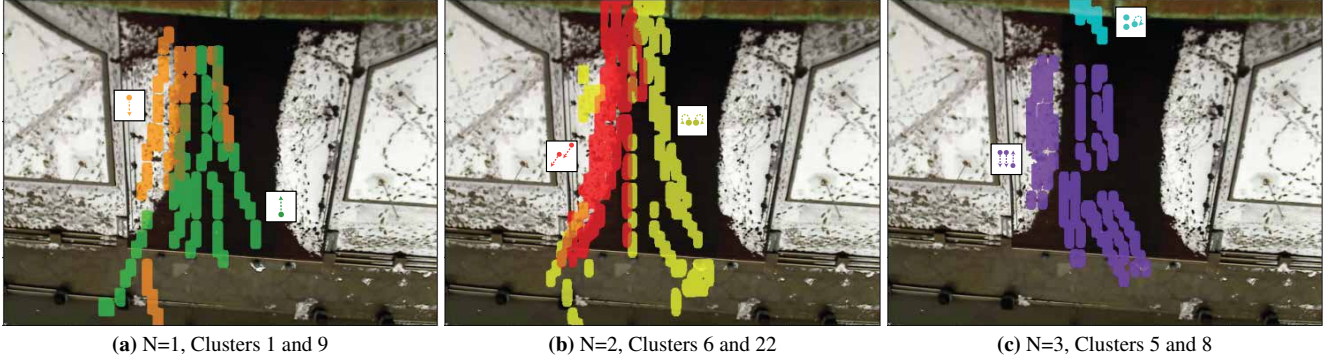 (a) N=1, Clusters 1 and 9
(b) N=2, Clusters 6 and 22
(c) N=3, Clusters 5 and 8